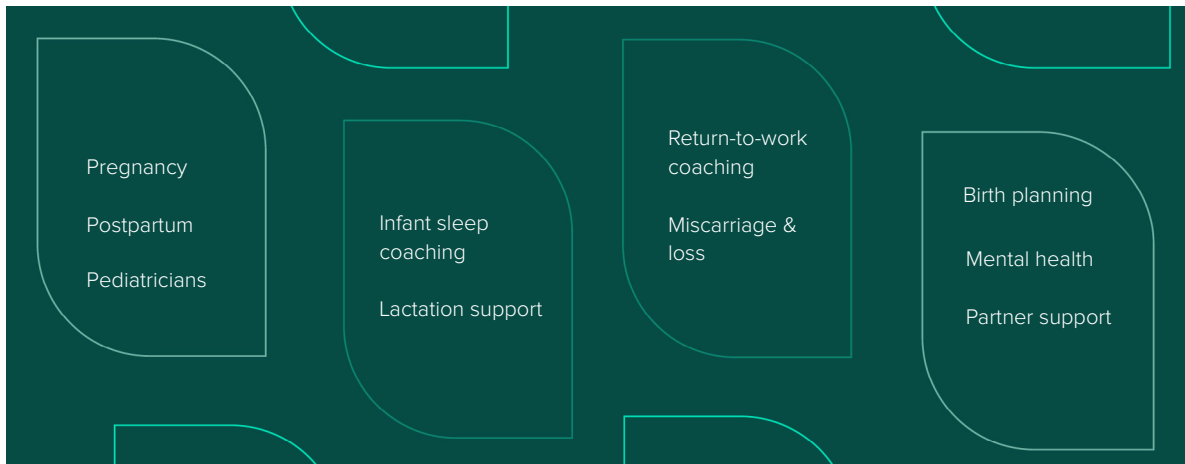 Pregnancy
Postpartum
Pediatricians
Infant sleep
coaching
Lactation support
Return-to-work
coaching
Miscarriage &
loss
Birth planning
Mental health
Partner support